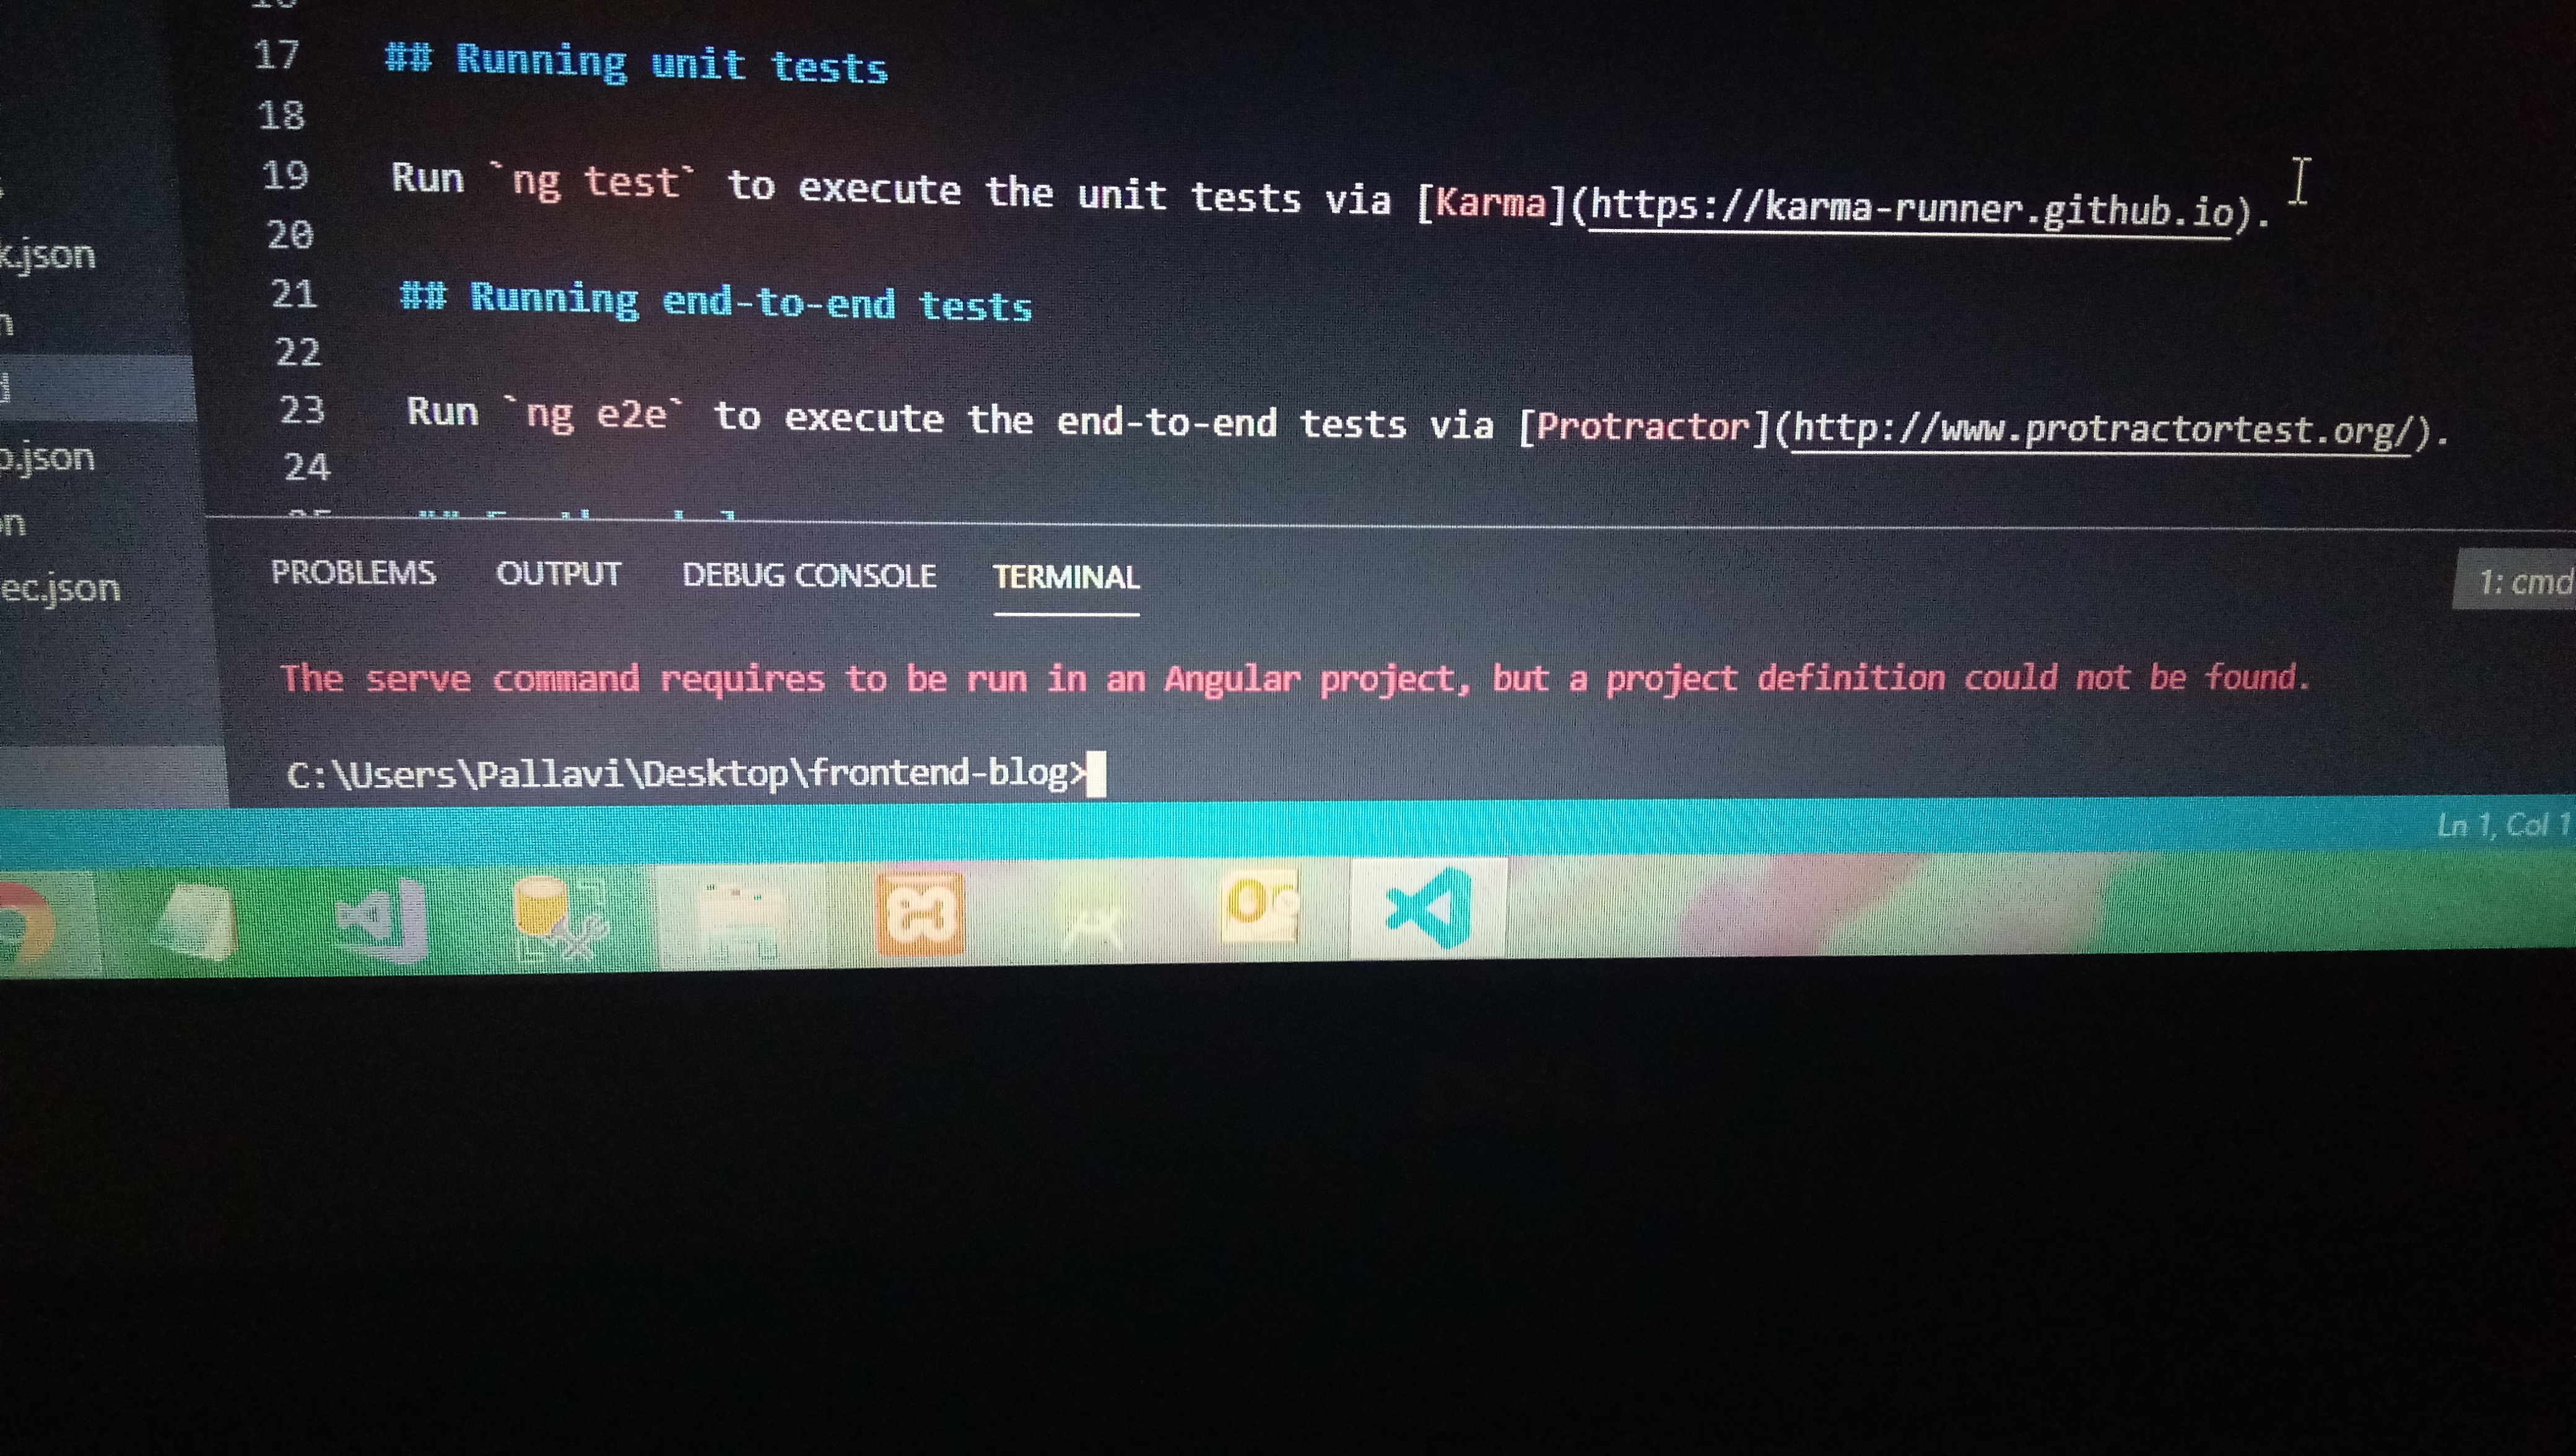 17 ## Running unit tests
18
19 Run `ng test` to execute the unit tests via [Karma](https://karma-runner.github.io).
20
21 ## Running end-to-end tests
22
23 Run `ng e2e` to execute the end-to-end tests via [Protractor](http://www.protractortest.org/).
24
k.json
n
p.json
on
ec.json
PROBLEMS OUTPUT DEBUG CONSOLE TERMINAL 1: cmd
The serve command requires to be run in an Angular project, but a project definition could not be found.
C:\Users\Pallavi\Desktop\frontend-blog>
Ln 1, Col 1